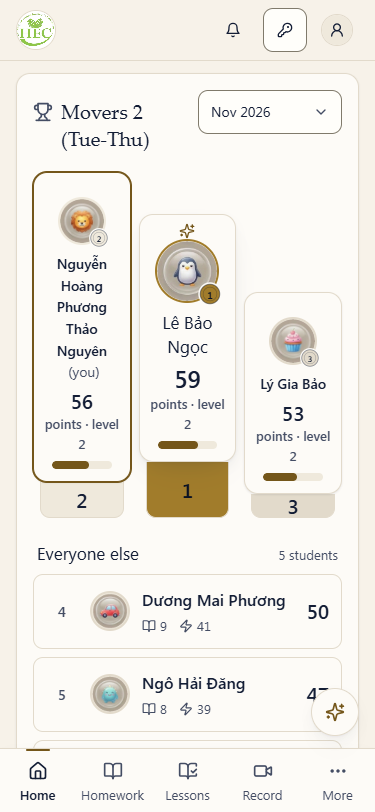 HEC
Movers 2
(Tue-Thu)
Nov 2026
2
Nguyễn
Hoàng
Phương
Thảo
Nguyên
(you)
56
points · level
2
2
1
Lê Bảo
Ngọc
59
points · level
2
1
3
Lý Gia Bảo
53
points · level
2
3
Everyone else
5 students
4
Dương Mai Phương
9
41
50
5
Ngô Hải Đăng
8
39
47
Home
Homework
Lessons
Record
More